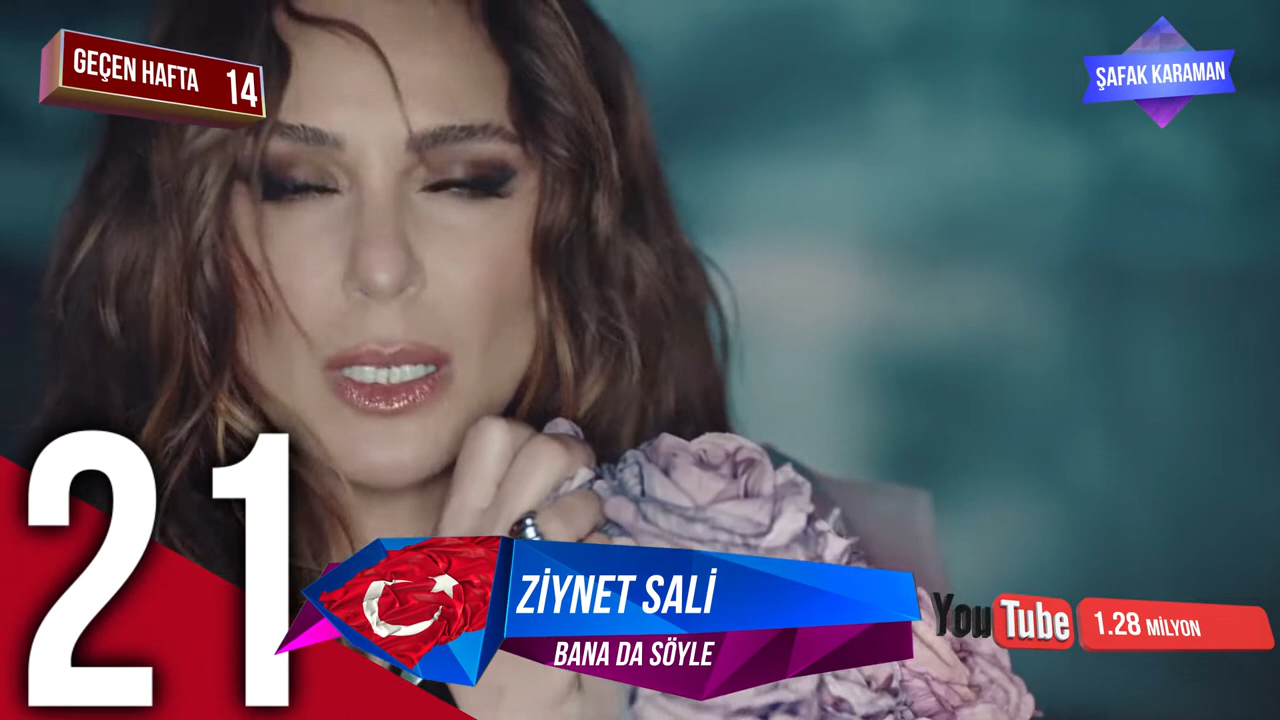 GEÇEN HAFTA 14
ŞAFAK KARAMAN
21
ZİYNET SALİ
BANA DA SÖYLE
YouTube 1.28 MİLYON